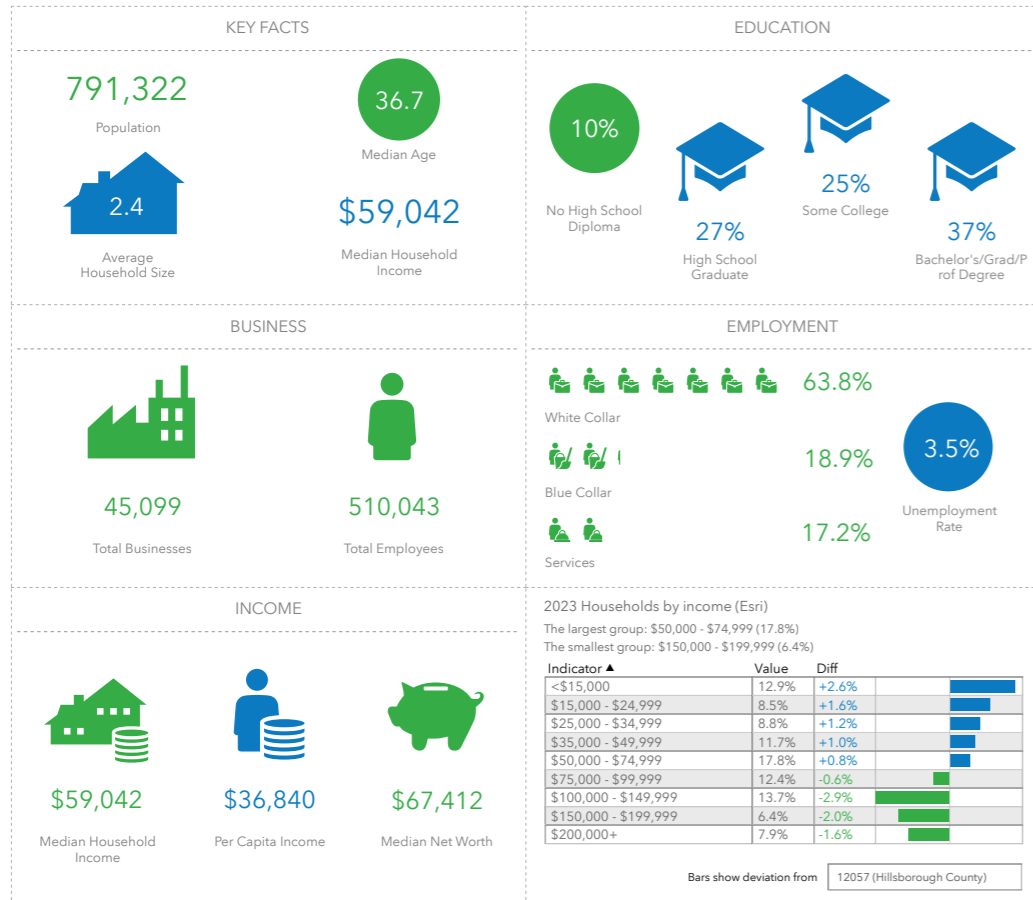 KEY FACTS
791,322
Population
36.7
Median Age
2.4
Average
Household Size
$59,042
Median Household
Income
EDUCATION
10%
No High School
Diploma
27%
High School
Graduate
25%
Some College
37%
Bachelor's/Grad/P
rof Degree
BUSINESS
45,099
Total Businesses
510,043
Total Employees
EMPLOYMENT
63.8%
White Collar
18.9%
Blue Collar
17.2%
Services
3.5%
Unemployment
Rate
INCOME
$59,042
Median Household
Income
$36,840
Per Capita Income
$67,412
Median Net Worth
2023 Households by income (Esri)
The largest group: $50,000 - $74,999 (17.8%)
The smallest group: $150,000 - $199,999 (6.4%)
Indicator ▲ Value Diff
<$15,000 12.9% +2.6%
$15,000 - $24,999 8.5% +1.6%
$25,000 - $34,999 8.8% +1.2%
$35,000 - $49,999 11.7% +1.0%
$50,000 - $74,999 17.8% +0.8%
$75,000 - $99,999 12.4% -0.6%
$100,000 - $149,999 13.7% -2.9%
$150,000 - $199,999 6.4% -2.0%
$200,000+ 7.9% -1.6%
Bars show deviation from 12057 (Hillsborough County)